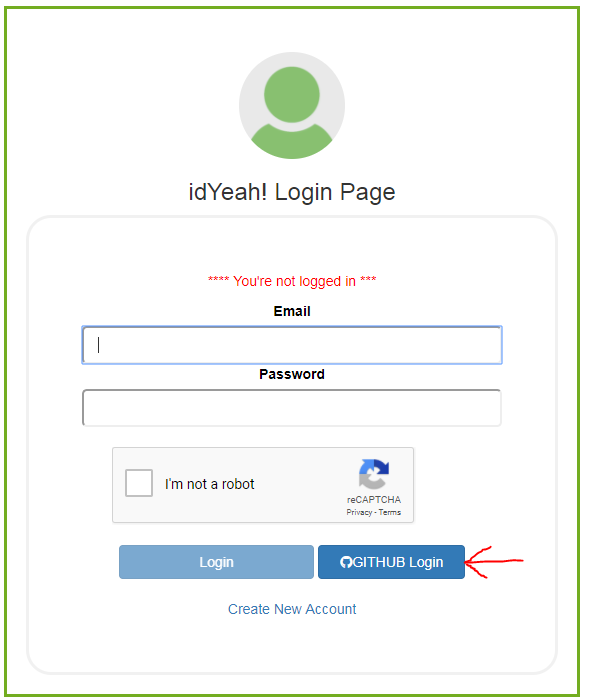 idYeah! Login Page
**** You're not logged in ***
Email
Password
I'm not a robot
reCAPTCHA
Privacy - Terms
Login
GITHUB Login
Create New Account